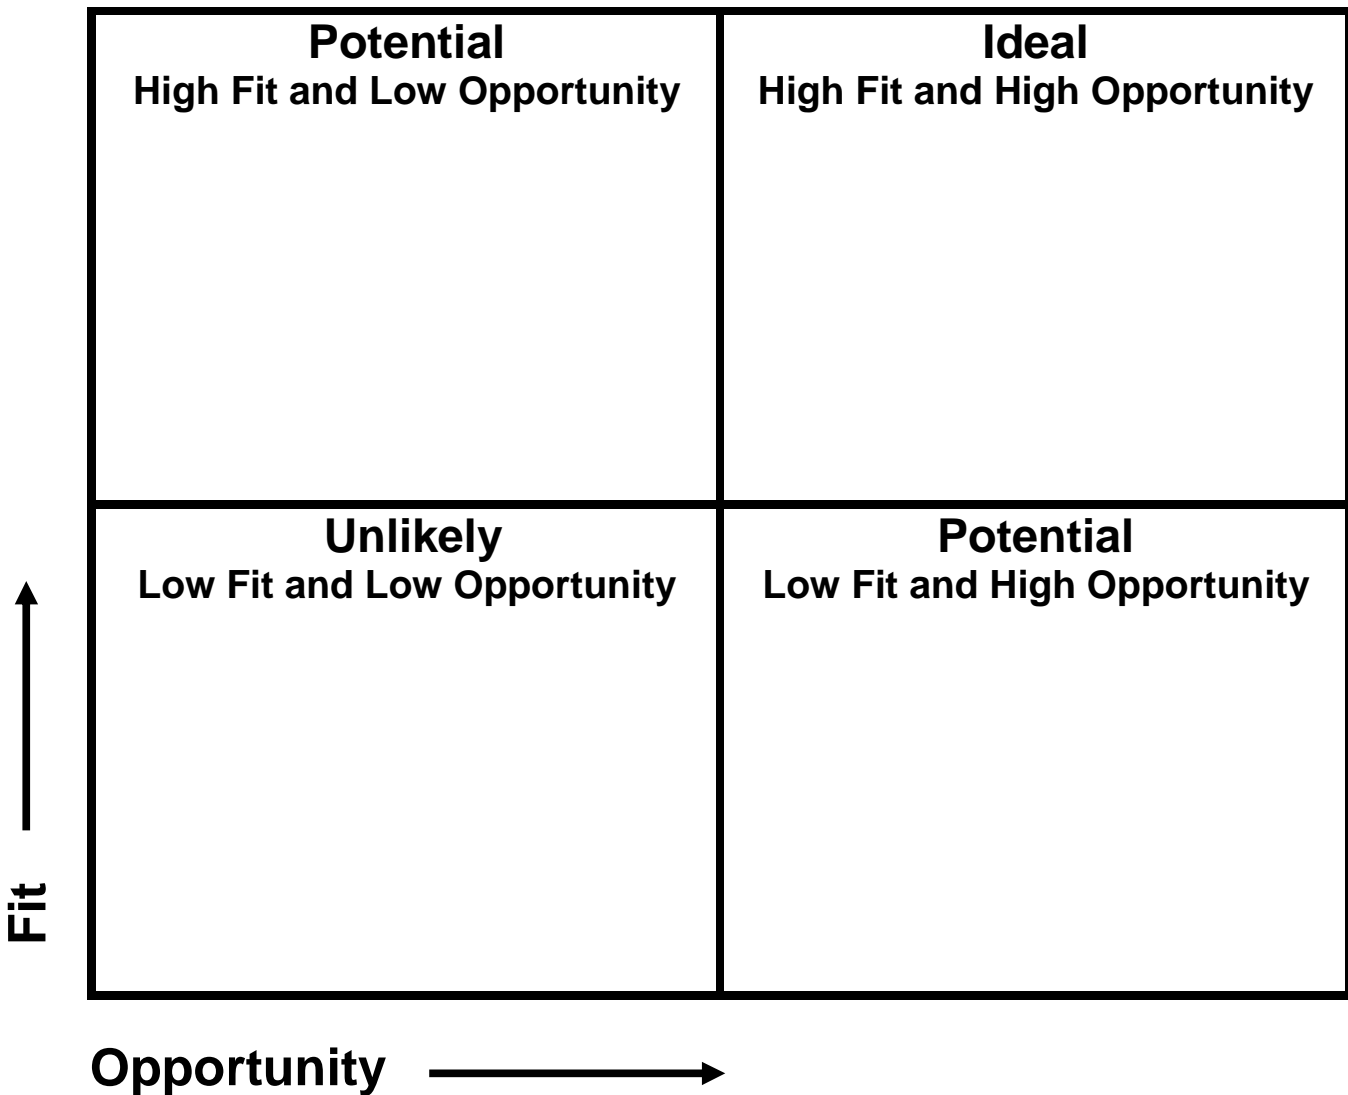 Potential
High Fit and Low Opportunity
Ideal
High Fit and High Opportunity
Unlikely
Low Fit and Low Opportunity
Potential
Low Fit and High Opportunity
Fit
Opportunity